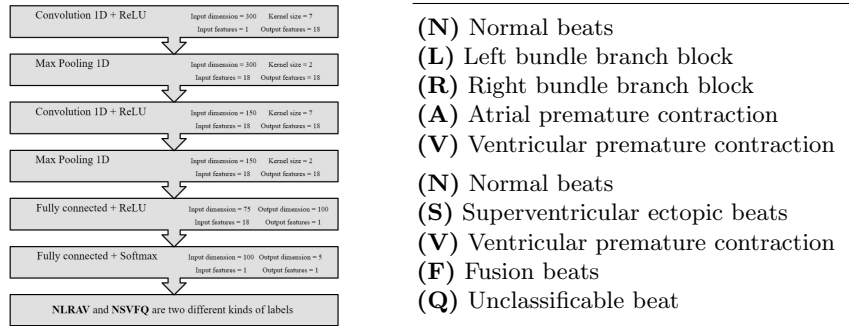 Convolution 1D + ReLU
Input dimension = 300 Kernel size = 7
Input features = 1 Output features = 18
Max Pooling 1D
Input dimension = 300 Kernel size = 2
Input features = 18 Output features = 18
Convolution 1D + ReLU
Input dimension = 150 Kernel size = 7
Input features = 18 Output features = 18
Max Pooling 1D
Input dimension = 150 Kernel size = 2
Input features = 18 Output features = 18
Fully connected + ReLU
Input dimension = 75 Output dimension = 100
Input features = 18 Output features = 1
Fully connected + Softmax
Input dimension = 100 Output dimension = 5
Input features = 1 Output features = 1
NLRAV and NSVFQ are two different kinds of labels
(N) Normal beats
(L) Left bundle branch block
(R) Right bundle branch block
(A) Atrial premature contraction
(V) Ventricular premature contraction
(N) Normal beats
(S) Superventricular ectopic beats
(V) Ventricular premature contraction
(F) Fusion beats
(Q) Unclassificable beat